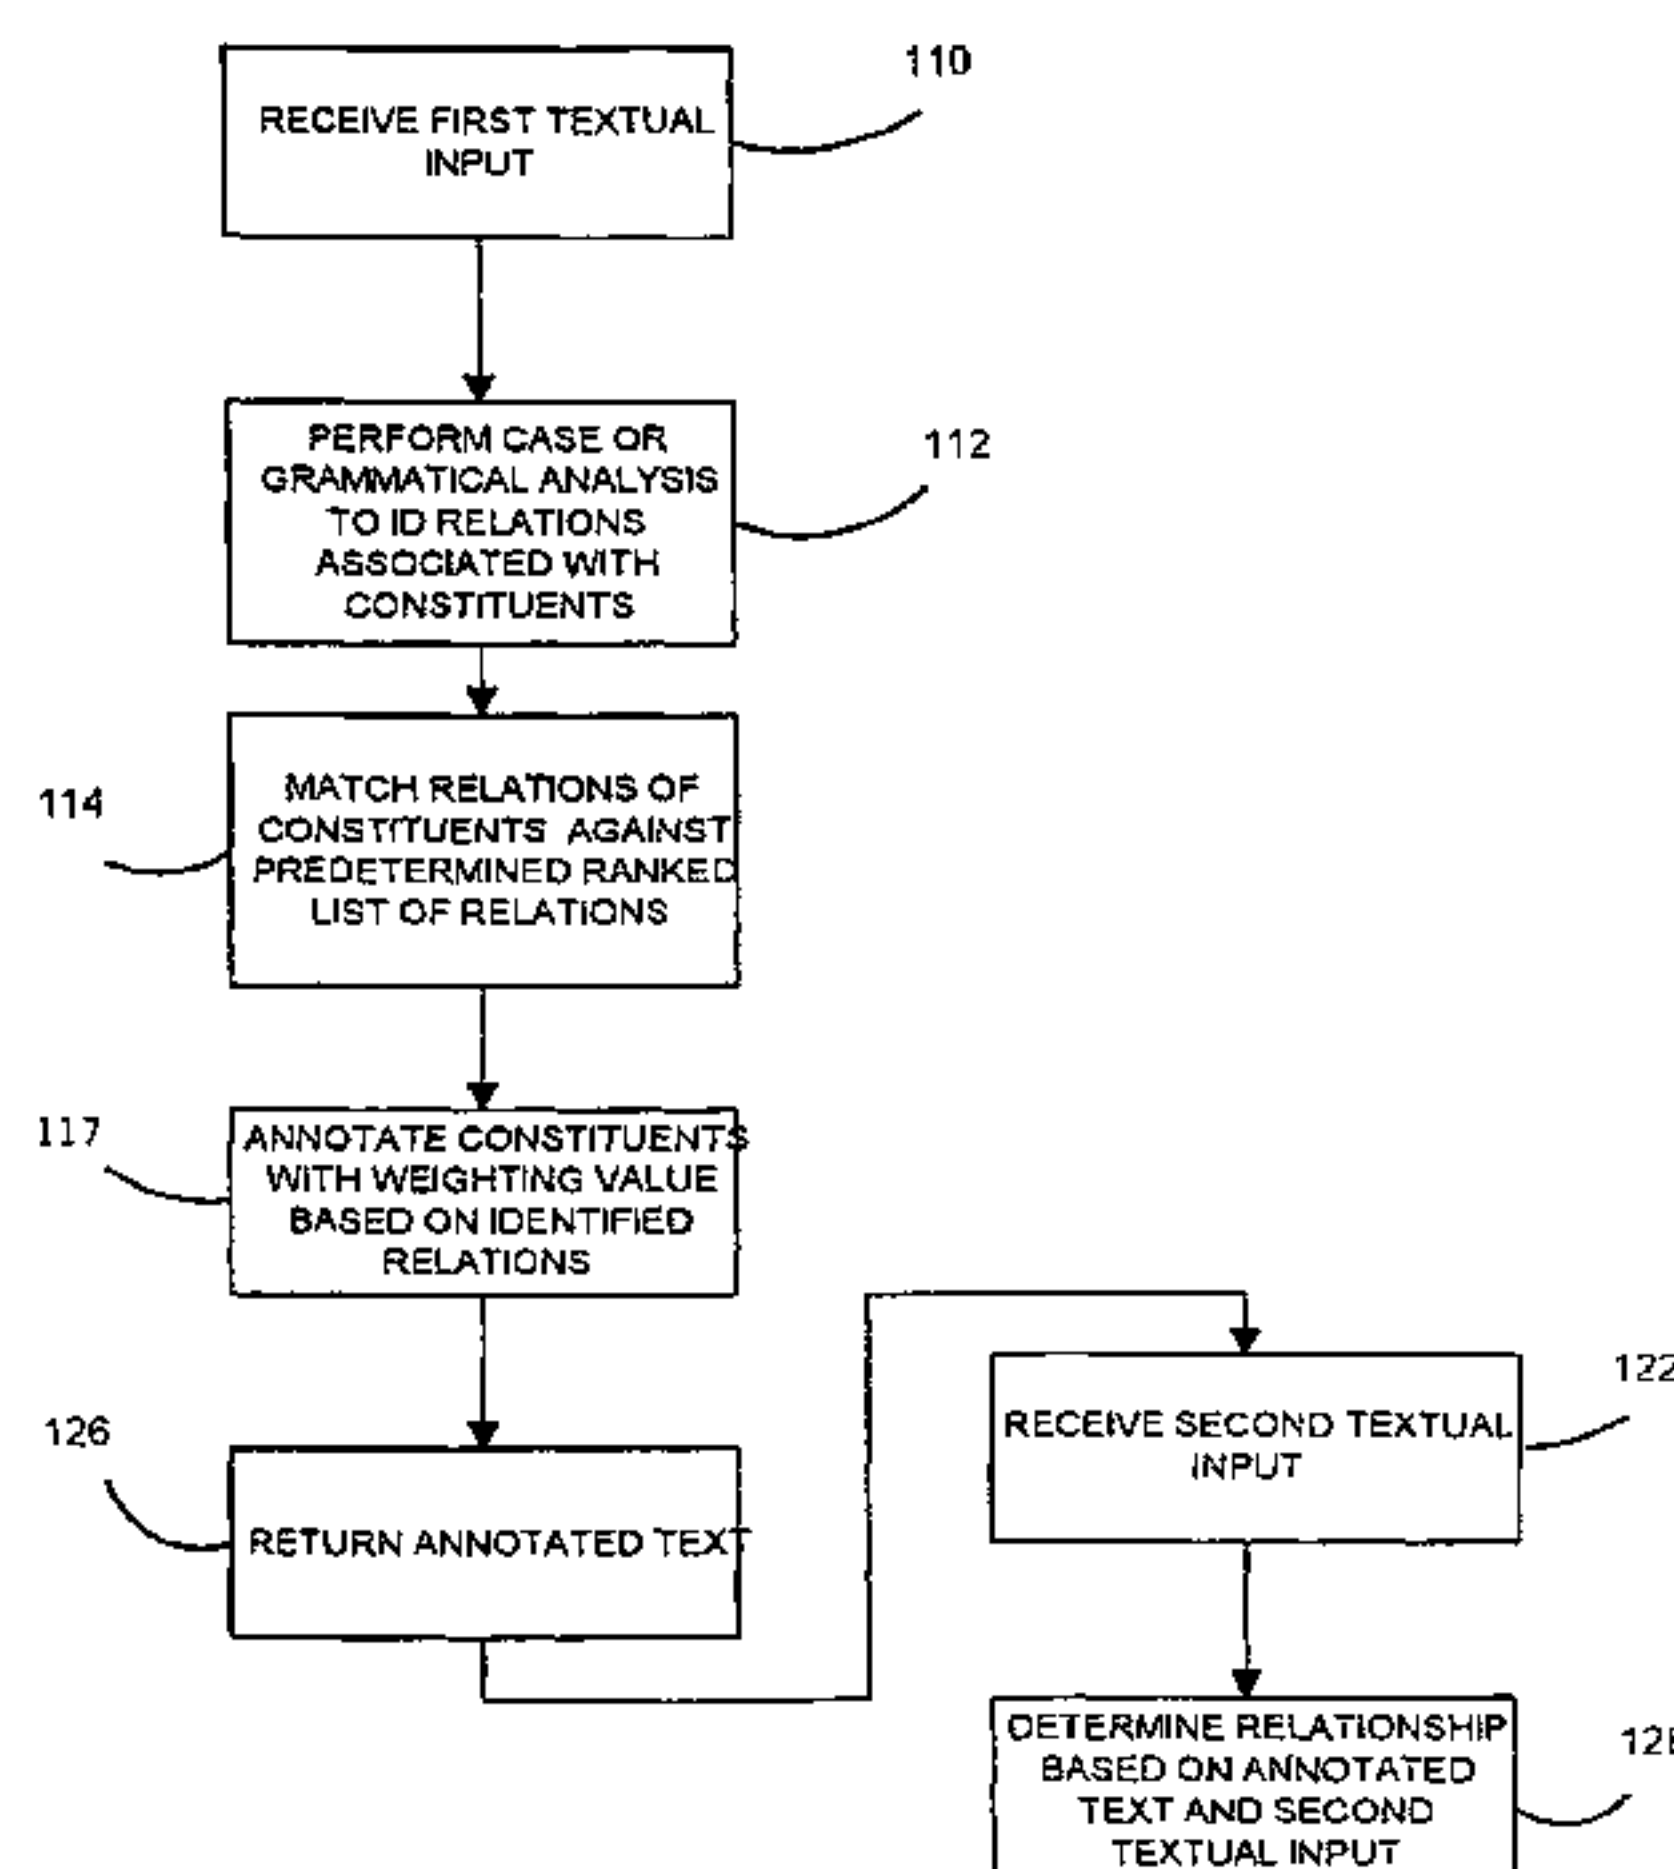 110
RECEIVE FIRST TEXTUAL
INPUT
PERFORM CASE OR
GRAMMATICAL ANALYSIS
TO ID RELATIONS
ASSOCIATED WITH
CONSTITUENTS
112
114
MATCH RELATIONS OF
CONSTITUENTS AGAINST
PREDETERMINED RANKED
LIST OF RELATIONS
117
ANNOTATE CONSTITUENTS
WITH WEIGHTING VALUE
BASED ON IDENTIFIED
RELATIONS
126
RETURN ANNOTATED TEXT
122
RECEIVE SECOND TEXTUAL
INPUT
DETERMINE RELATIONSHIP
BASED ON ANNOTATED
TEXT AND SECOND
TEXTUAL INPUT